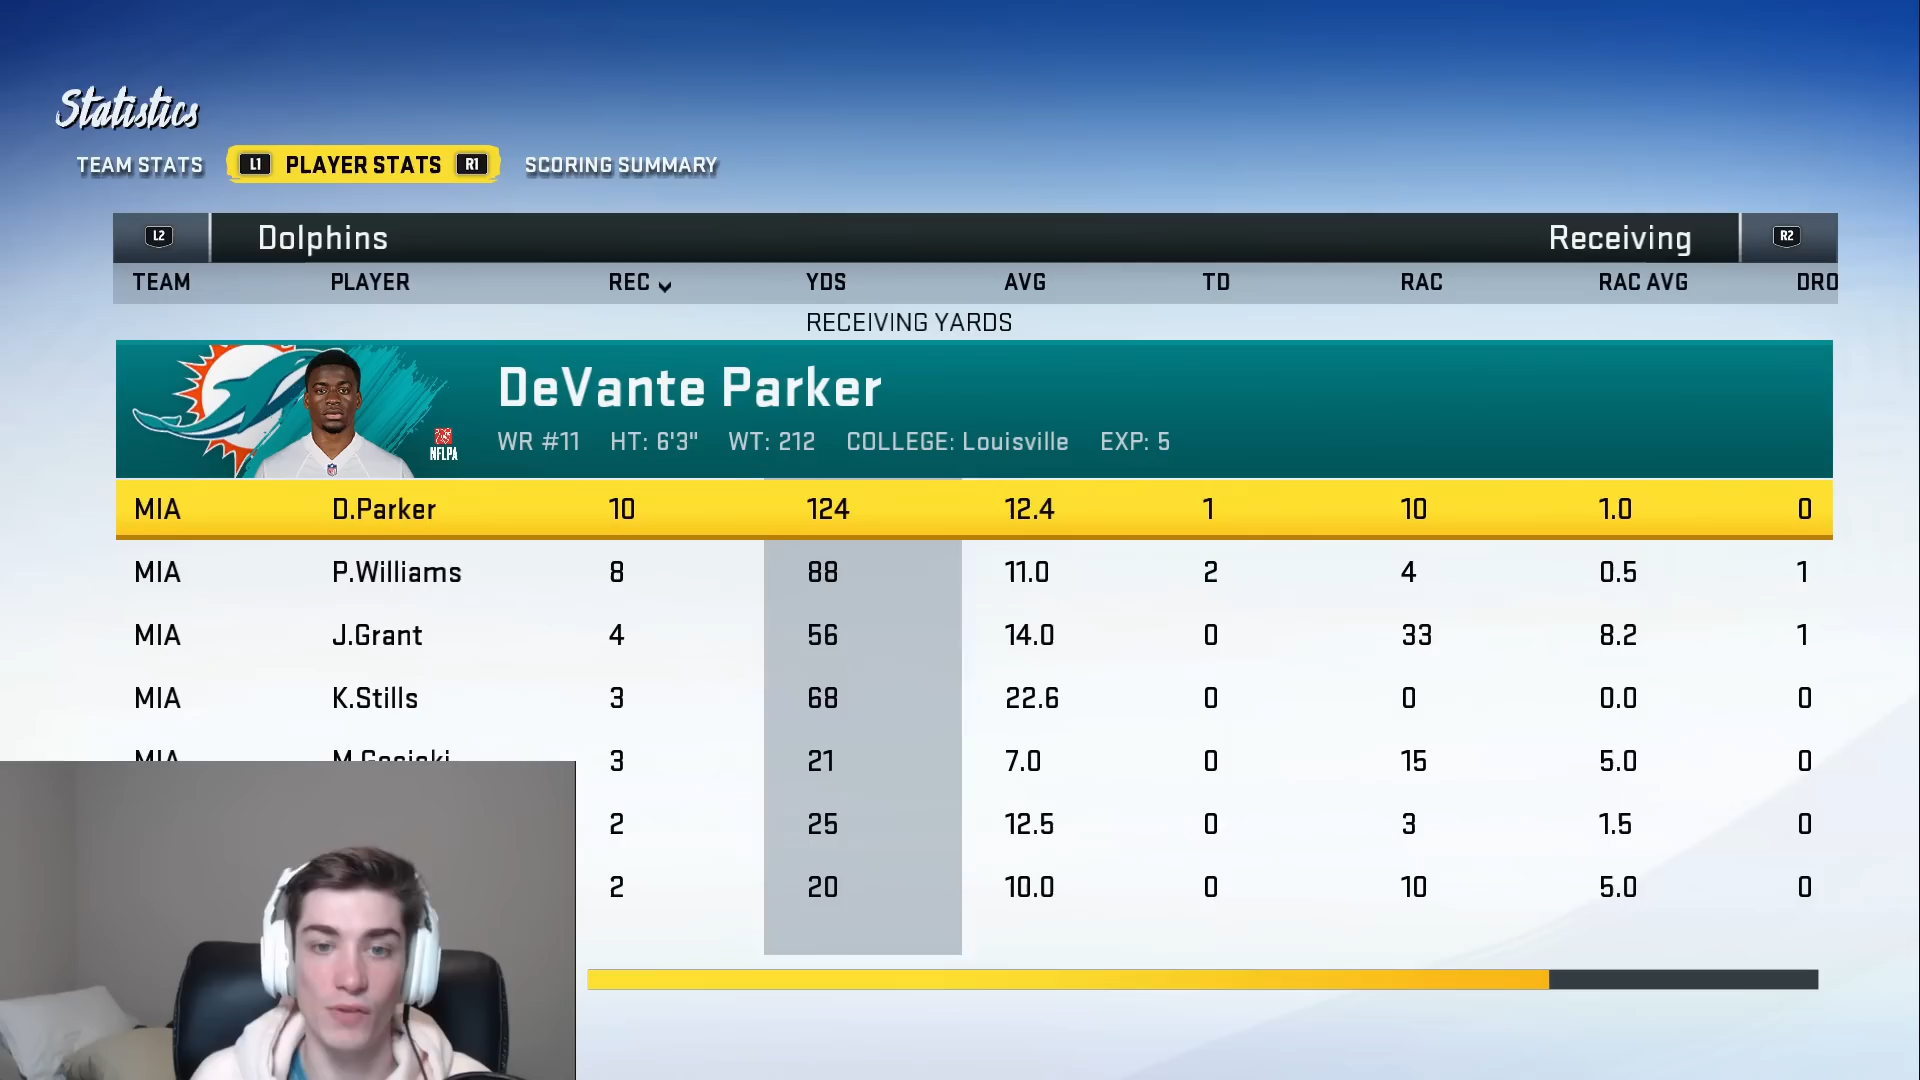 Statistics
TEAM STATS L1 PLAYER STATS R1 SCORING SUMMARY
L2 Dolphins Receiving R2
TEAM PLAYER REC YDS AVG TD RAC RAC AVG DRO
RECEIVING YARDS
DeVante Parker
WR #11 HT: 6'3" WT: 212 COLLEGE: Louisville EXP: 5
NFLPA
MIA D.Parker 10 124 12.4 1 10 1.0 0
MIA P.Williams 8 88 11.0 2 4 0.5 1
MIA J.Grant 4 56 14.0 0 33 8.2 1
MIA K.Stills 3 68 22.6 0 0 0.0 0
MIA M.Gesicki 3 21 7.0 0 15 5.0 0
2 25 12.5 0 3 1.5 0
2 20 10.0 0 10 5.0 0